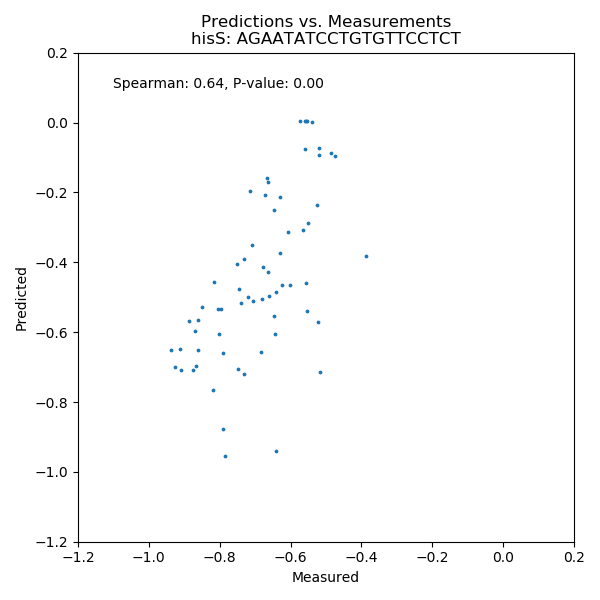 Predictions vs. Measurements
hisS: AGAATATCCTGTGTTCCTCT
Spearman: 0.64, P-value: 0.00
0.2
0.0
−0.2
−0.4
−0.6
−0.8
−1.0
−1.2
Predicted
−1.2 −1.0 −0.8 −0.6 −0.4 −0.2 0.0 0.2
Measured